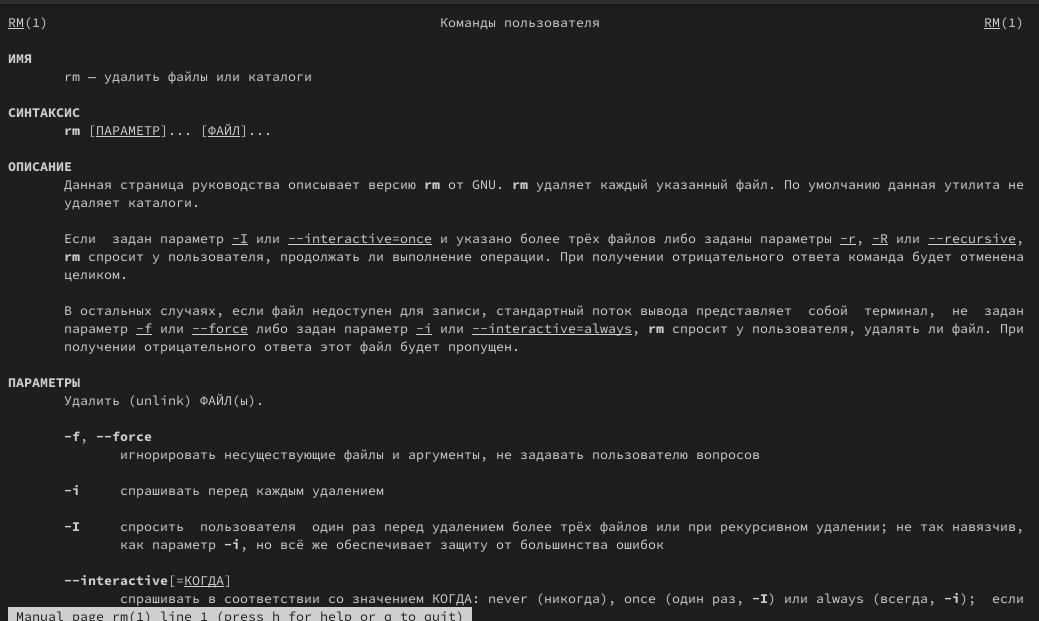 RM(1) Команды пользователя RM(1)
ИМЯ
rm — удалить файлы или каталоги
СИНТАКСИС
rm [ПАРАМЕТР]... [ФАЙЛ]...
ОПИСАНИЕ
Данная страница руководства описывает версию rm от GNU. rm удаляет каждый указанный файл. По умолчанию данная утилита не
удаляет каталоги.
Если задан параметр -I или --interactive=once и указано более трёх файлов либо заданы параметры -r, -R или --recursive,
rm спросит у пользователя, продолжать ли выполнение операции. При получении отрицательного ответа команда будет отменена
целиком.
В остальных случаях, если файл недоступен для записи, стандартный поток вывода представляет собой терминал, не задан
параметр -f или --force либо задан параметр -i или --interactive=always, rm спросит у пользователя, удалять ли файл. При
получении отрицательного ответа этот файл будет пропущен.
ПАРАМЕТРЫ
Удалить (unlink) ФАЙЛ(ы).
-f, --force
игнорировать несуществующие файлы и аргументы, не задавать пользователю вопросов
-i спрашивать перед каждым удалением
-I спросить пользователя один раз перед удалением более трёх файлов или при рекурсивном удалении; не так навязчив,
как параметр -i, но всё же обеспечивает защиту от большинства ошибок
--interactive[=КОГДА]
спрашивать в соответствии со значением КОГДА: never (никогда), once (один раз, -I) или always (всегда, -i); если
Manual page rm(1) line 1 (press h for help or q to quit)